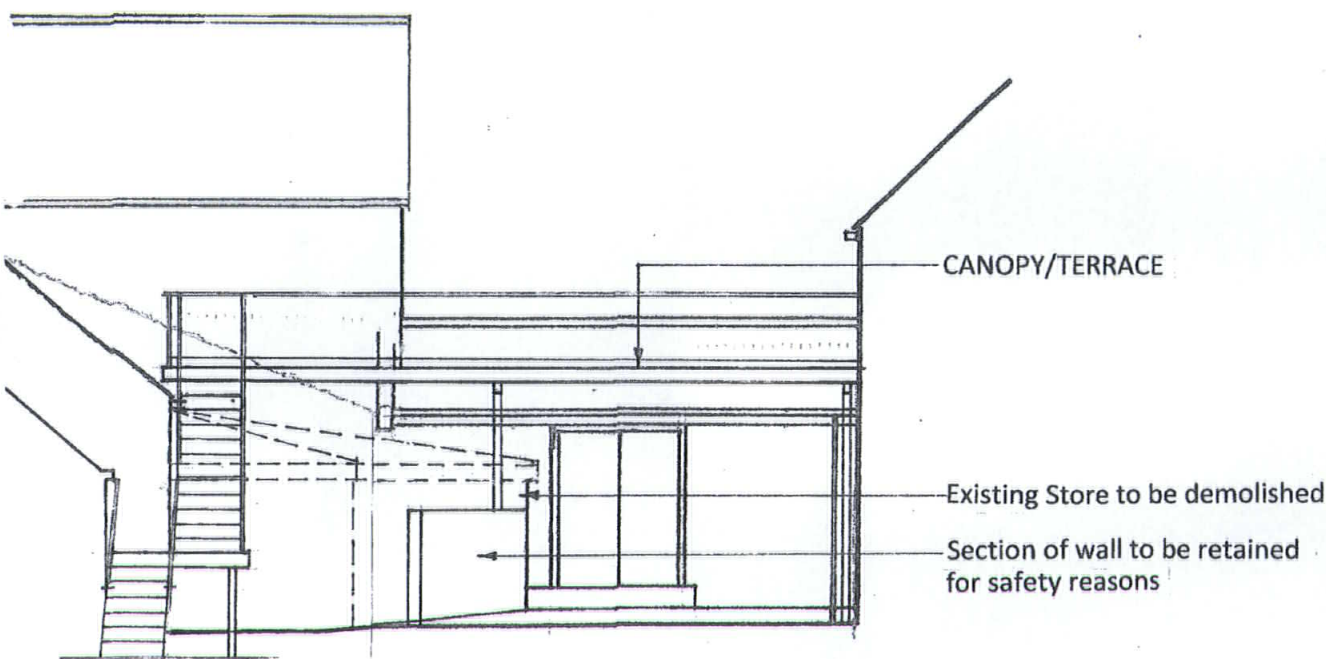 CANOPY/TERRACE
Existing Store to be demolished
Section of wall to be retained
for safety reasons